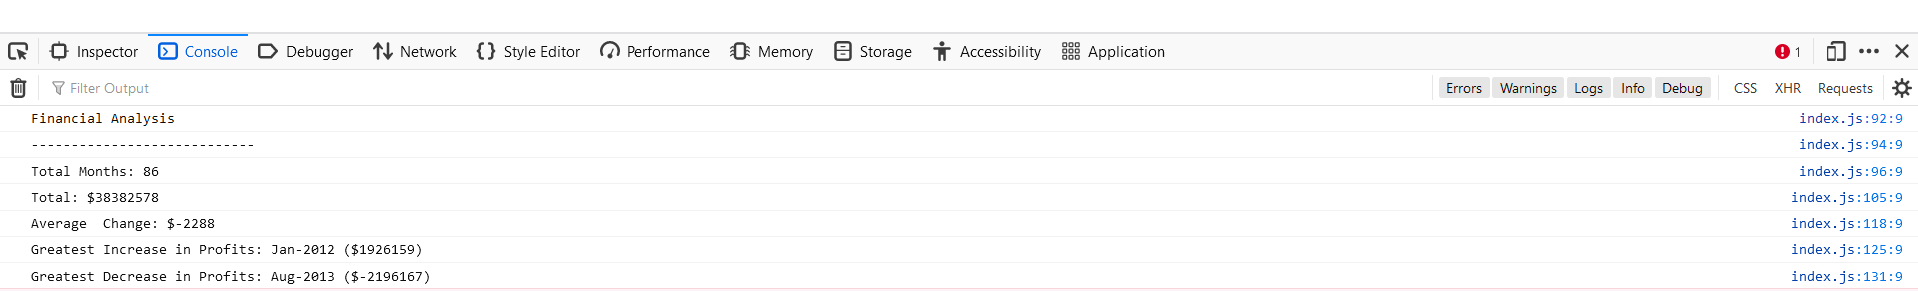 Inspector Console Debugger Network Style Editor Performance Memory Storage Accessibility Application 1
Filter Output Errors Warnings Logs Info Debug CSS XHR Requests
Financial Analysis index.js:92:9
---------------------------- index.js:94:9
Total Months: 86 index.js:96:9
Total: $38382578 index.js:105:9
Average  Change: $-2288 index.js:118:9
Greatest Increase in Profits: Jan-2012 ($1926159) index.js:125:9
Greatest Decrease in Profits: Aug-2013 ($-2196167) index.js:131:9